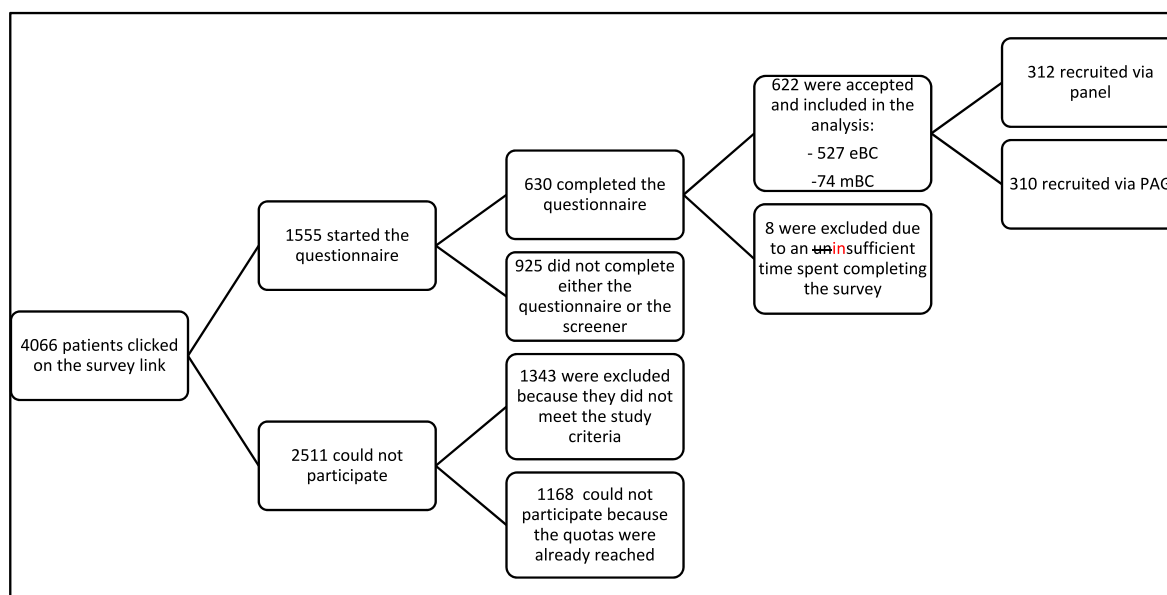 4066 patients clicked
on the survey link
1555 started the
questionnaire
2511 could not
participate
630 completed the
questionnaire
925 did not complete
either the
questionnaire or the
screener
1343 were excluded
because they did not
meet the study
criteria
1168 could not
participate because
the quotas were
already reached
622 were accepted
and included in the
analysis:
- 527 eBC
-74 mBC
8 were excluded due
to an uninsufficient
time spent completing
the survey
312 recruited via
panel
310 recruited via PAG